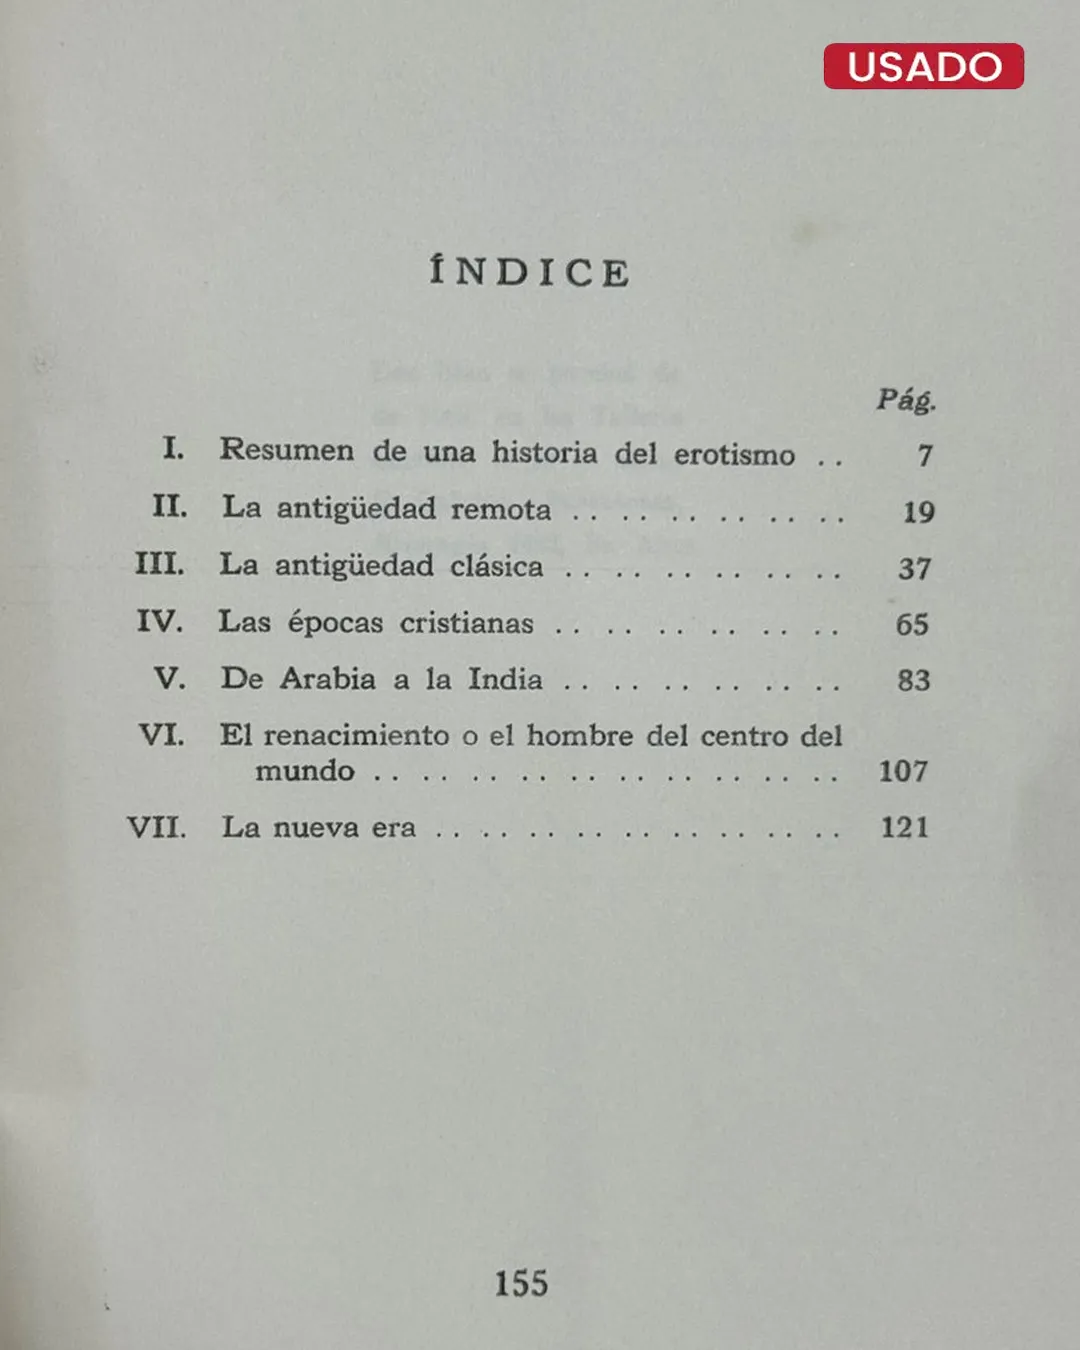 USADO
ÍNDICE
Pág.
I. Resumen de una historia del erotismo . . 7
II. La antigüedad remota . . . . . . . . . . . 19
III. La antigüedad clásica . . . . . . . . . . . 37
IV. Las épocas cristianas . . . . . . . . . . . 65
V. De Arabia a la India . . . . . . . . . . . 83
VI. El renacimiento o el hombre del centro del
mundo . . . . . . . . . . . . . . . . . . . 107
VII. La nueva era . . . . . . . . . . . . . . . . . 121
155